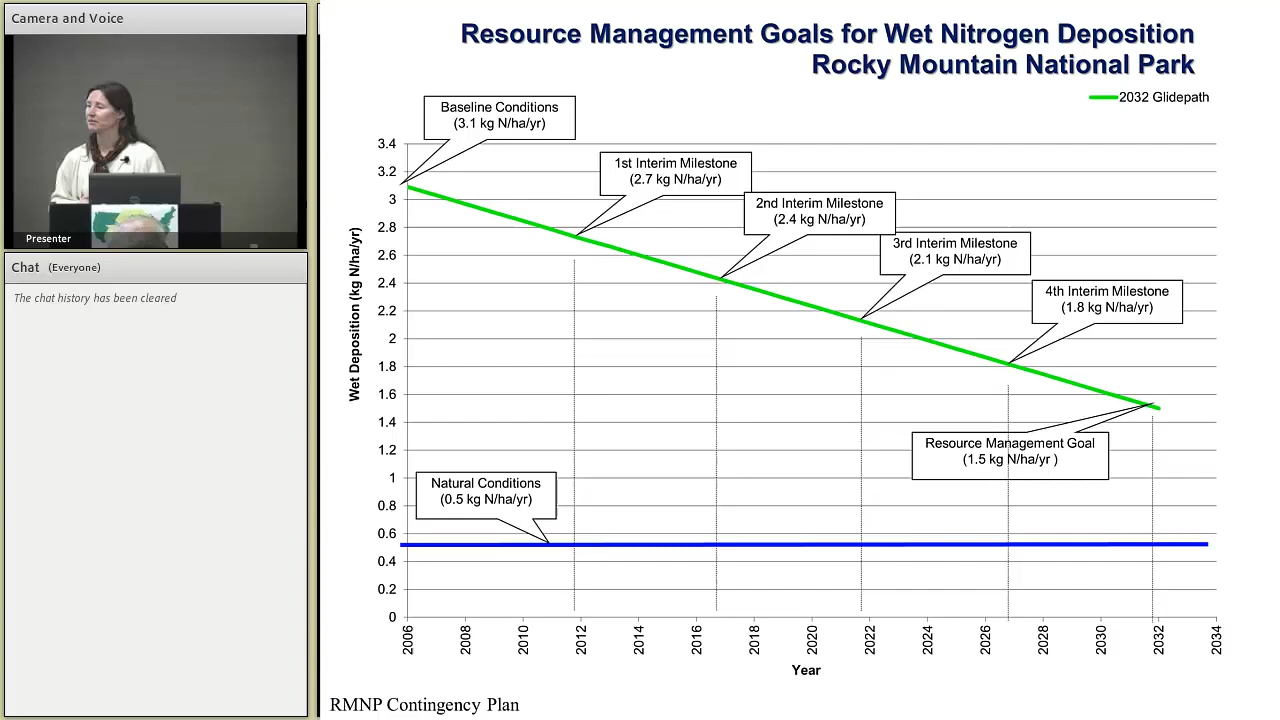 Camera and Voice
Presenter
Chat (Everyone)
The chat history has been cleared
Resource Management Goals for Wet Nitrogen Deposition
Rocky Mountain National Park
2032 Glidepath
Baseline Conditions
(3.1 kg N/ha/yr)
1st Interim Milestone
(2.7 kg N/ha/yr)
2nd Interim Milestone
(2.4 kg N/ha/yr)
3rd Interim Milestone
(2.1 kg N/ha/yr)
4th Interim Milestone
(1.8 kg N/ha/yr)
Resource Management Goal
(1.5 kg N/ha/yr )
Natural Conditions
(0.5 kg N/ha/yr)
Wet Deposition (kg N/ha/yr)
3.4
3.2
3
2.8
2.6
2.4
2.2
2
1.8
1.6
1.4
1.2
1
0.8
0.6
0.4
0.2
0
2006
2008
2010
2012
2014
2016
2018
2020
2022
2024
2026
2028
2030
2032
2034
Year
RMNP Contingency Plan